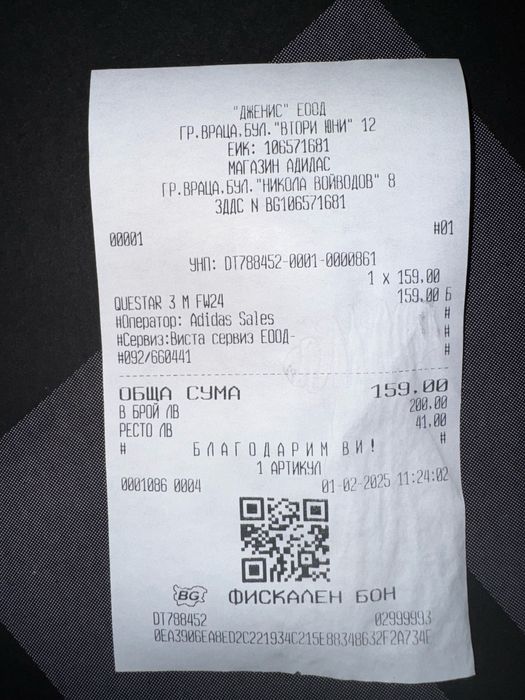 "ДЖЕНИС" ЕООД
ГР.ВРАЦА,БУЛ."ВТОРИ ЮНИ" 12
ЕИК: 106571681
МАГАЗИН АДИДАС
ГР.ВРАЦА,БУЛ."НИКОЛА ВОЙВОДОВ" 8
ЗДДС N BG106571681
00001 #01
УНП: DT788452-0001-0000861
1 x 159.00
QUESTAR 3 M FW24 159.00 Б
#Оператор: Adidas Sales #
#Сервиз:Виста сервиз ЕООД- #
#092/660441 #
ОБЩА СУМА 159.00
В БРОЙ ЛВ 200.00
РЕСТО ЛВ 41.00
# БЛАГОДАРИМ ВИ! #
1 АРТИКУЛ
0001086 0004 01-02-2025 11:24:02
BG ФИСКАЛЕН БОН
DT788452 02999993
0EA3906EA8ED2C221934C215E88348632F2A734F